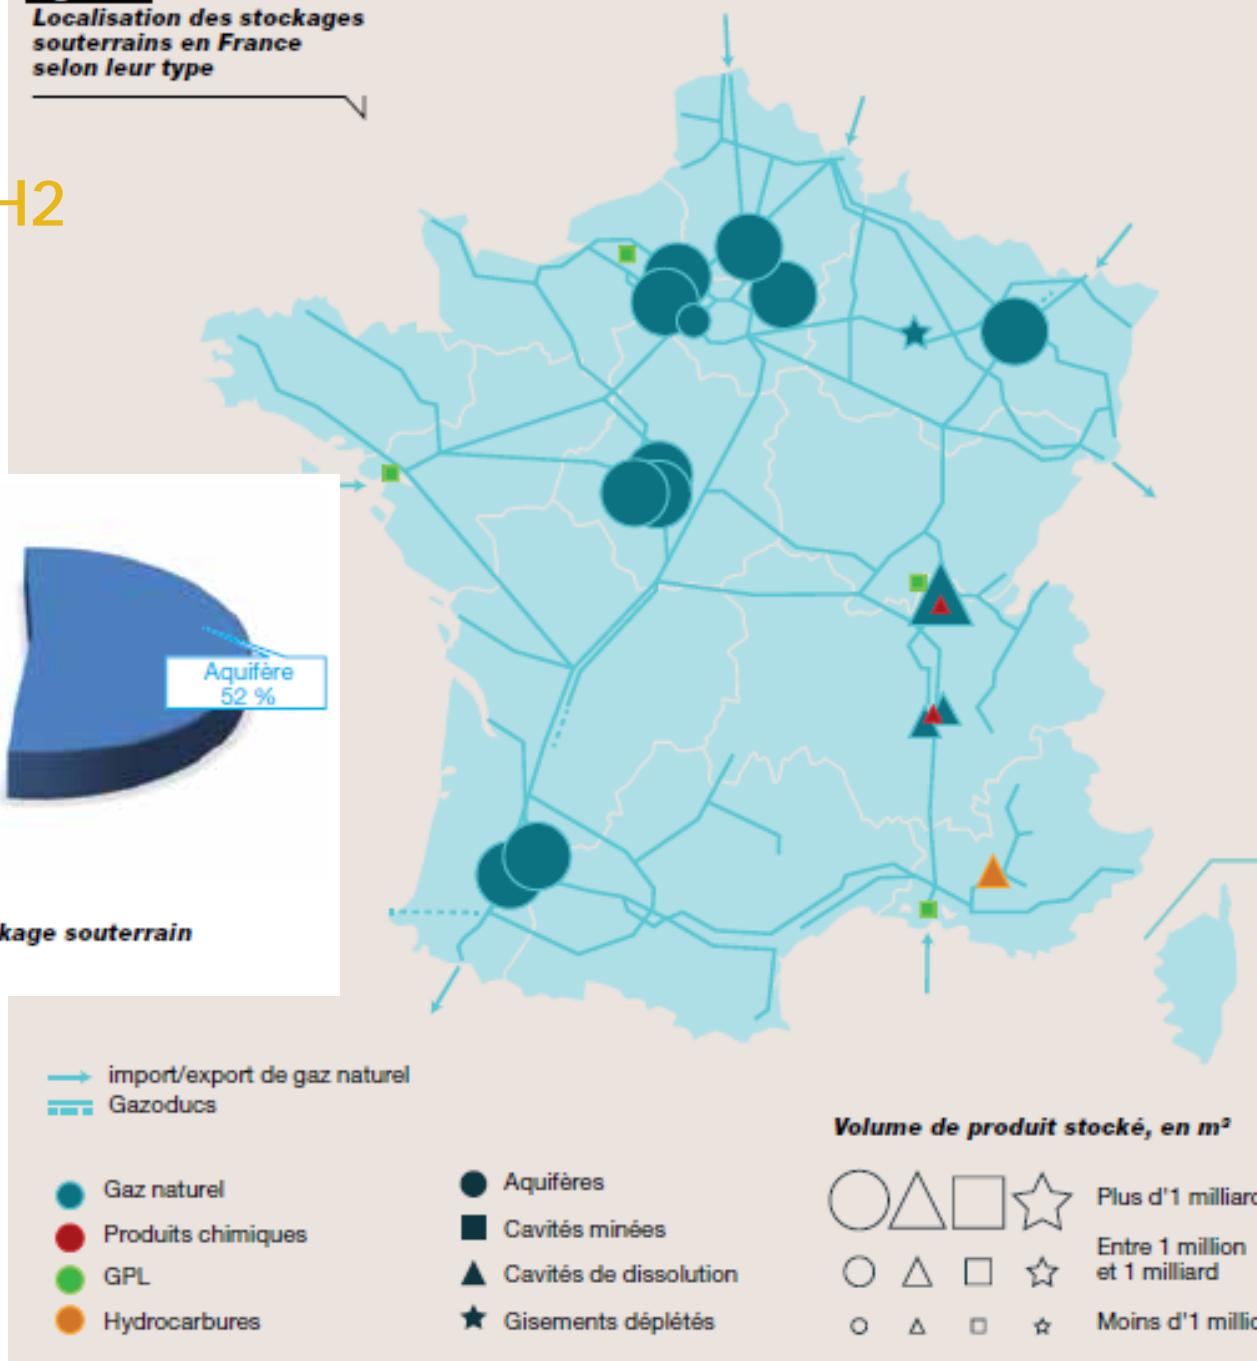 Localisation des stockages
souterrains en France
selon leur type
H2
Aquifère
52 %
kage souterrain
import/export de gaz naturel
Gazoducs
Gaz naturel
Produits chimiques
GPL
Hydrocarbures
Aquifères
Cavités minées
Cavités de dissolution
Gisements déplétés
Volume de produit stocké, en m³
Plus d'1 milliard
Entre 1 million
et 1 milliard
Moins d'1 millio